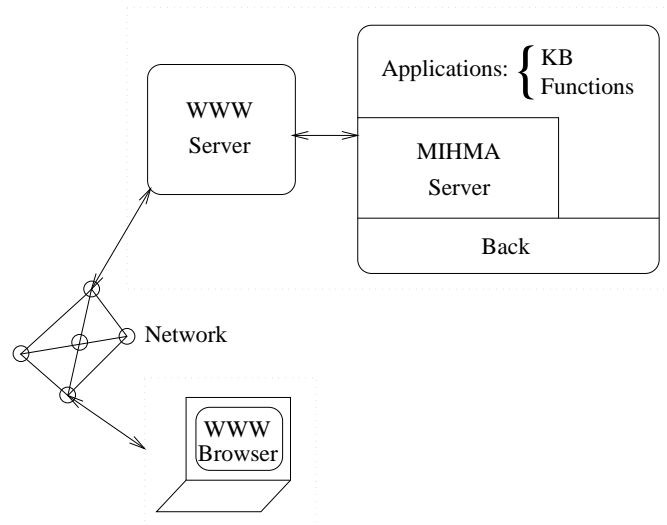 WWW
Server
Applications: { KB
Functions
MIHMA
Server
Back
Network
WWW
Browser